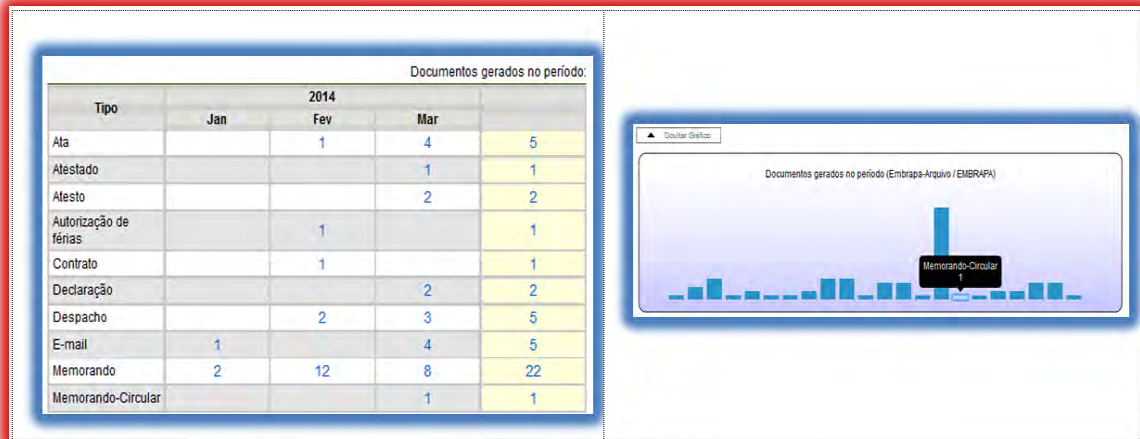 Documentos gerados no período:
Tipo 2014
Jan Fev Mar
Ata 1 4 5
Atestado 1 1
Atesto 2 2
Autorização de
férias 1 1
Contrato 1 1
Declaração 2 2
Despacho 2 3 5
E-mail 1 4 5
Memorando 2 12 8 22
Memorando-Circular 1 1
Ocultar Gráfico
Documentos gerados no período (Embrapa-Arquivo / EMBRAPA)
Memorando-Circular
1